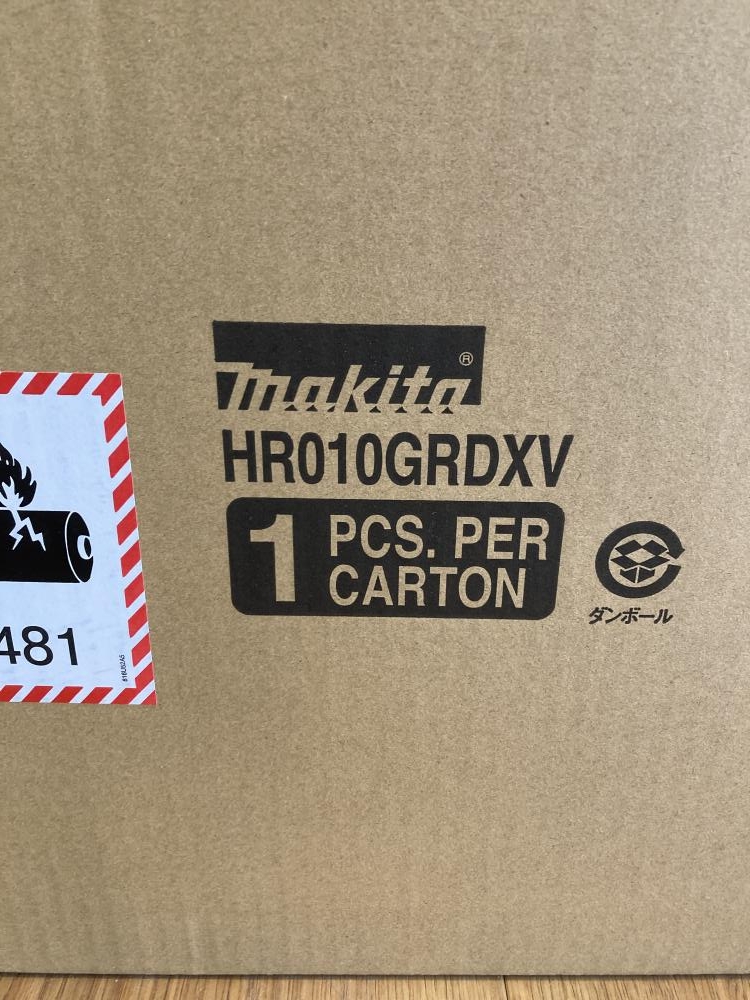 makita®
HR010GRDXV
1 PCS. PER
CARTON
ダンボール
481